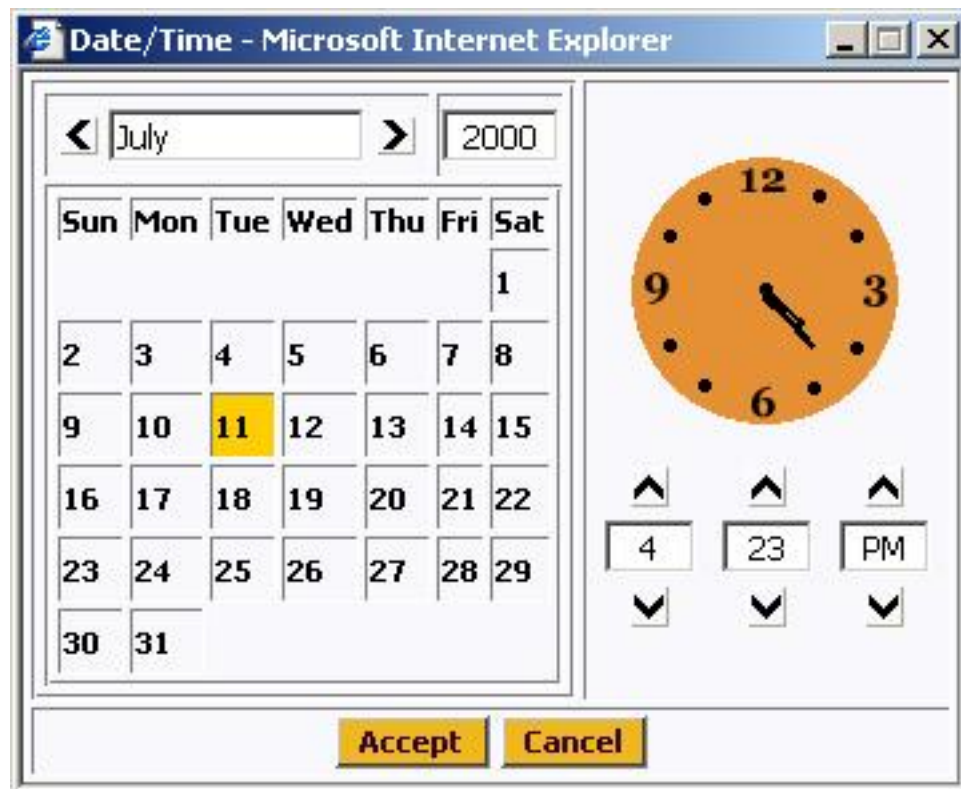 Date/Time - Microsoft Internet Explorer
July 2000
Sun Mon Tue Wed Thu Fri Sat
1
2 3 4 5 6 7 8
9 10 11 12 13 14 15
16 17 18 19 20 21 22
23 24 25 26 27 28 29
30 31
12
9 3
6
4 23 PM
Accept Cancel